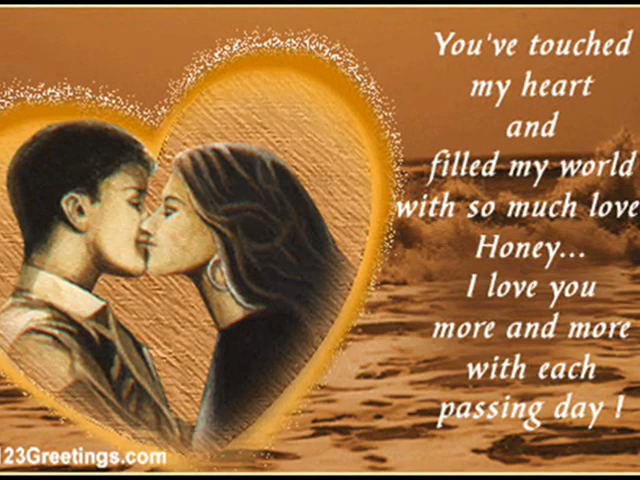 You've touched
my heart
and
filled my world
with so much love
Honey...
I love you
more and more
with each
passing day !
123Greetings.com